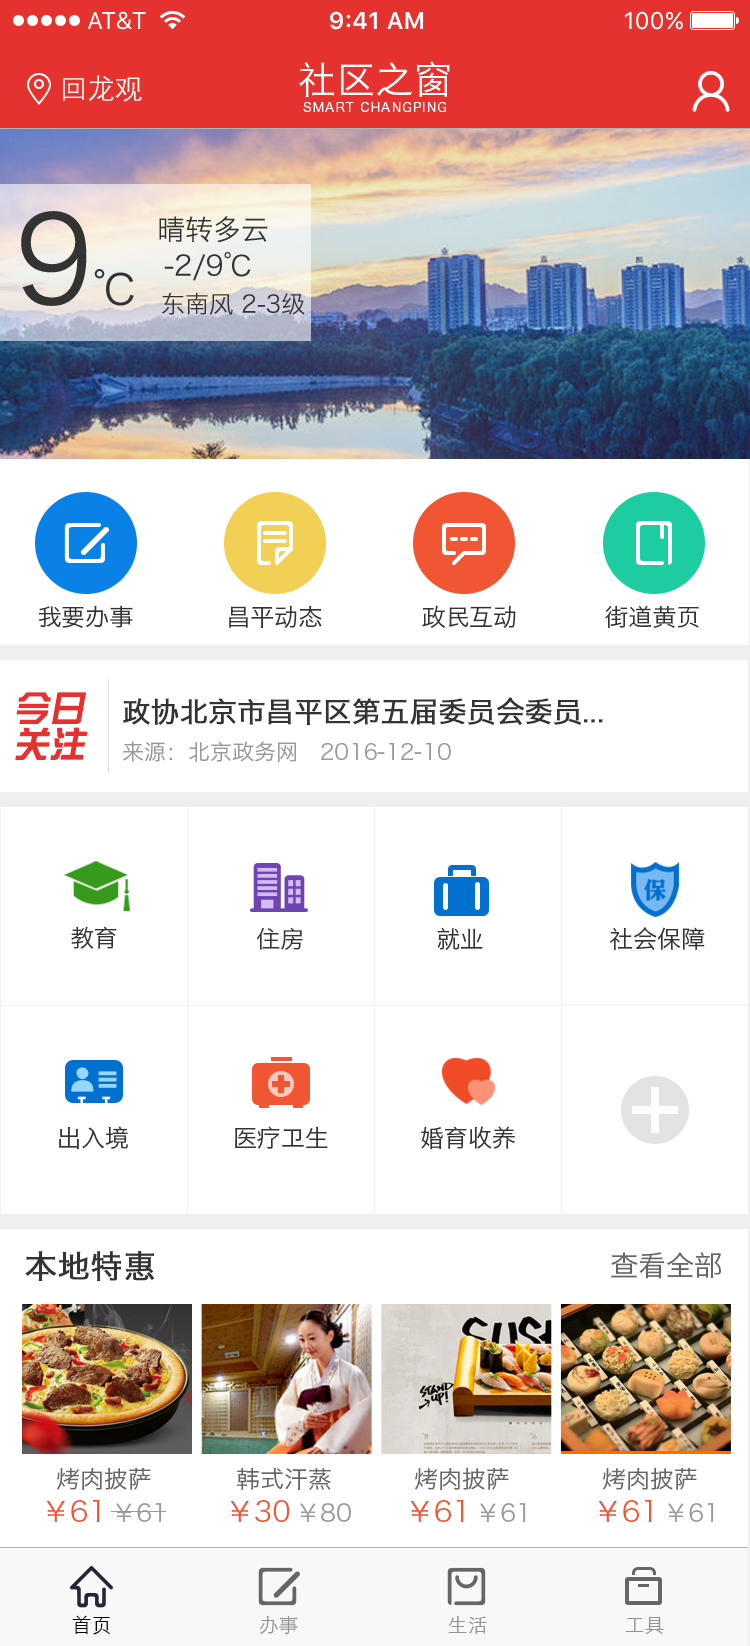 AT&T
9:41 AM
100%
回龙观
社区之窗
SMART CHANGPING
9℃
晴转多云
-2/9℃
东南风 2-3级
我要办事
昌平动态
政民互动
街道黄页
今日
关注
政协北京市昌平区第五届委员会委员...
来源：北京政务网 2016-12-10
教育
住房
就业
保
社会保障
出入境
医疗卫生
婚育收养
本地特惠
查看全部
SUSH
STAND UP!
烤肉披萨
¥61 ¥61
韩式汗蒸
¥30 ¥80
烤肉披萨
¥61 ¥61
烤肉披萨
¥61 ¥61
首页
办事
生活
工具